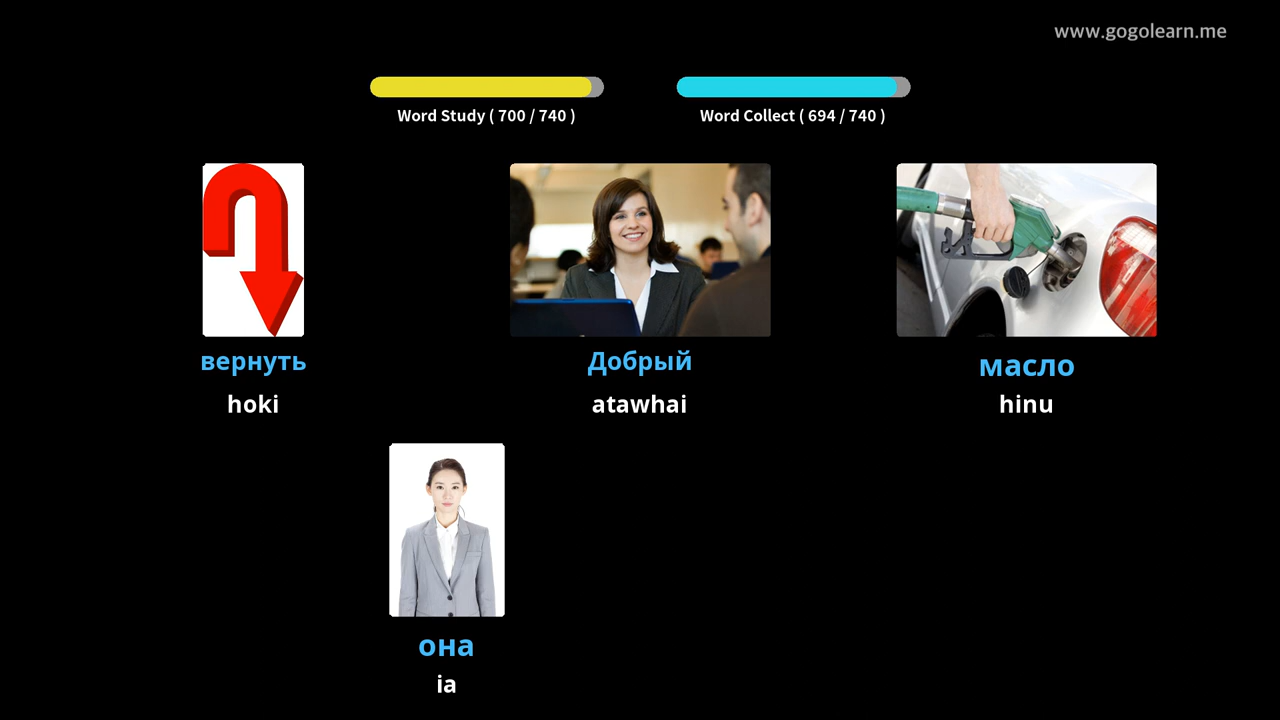 www.gogolearn.me
Word Study ( 700 / 740 )
Word Collect ( 694 / 740 )
вернуть
Добрый
масло
hoki
atawhai
hinu
она
ia